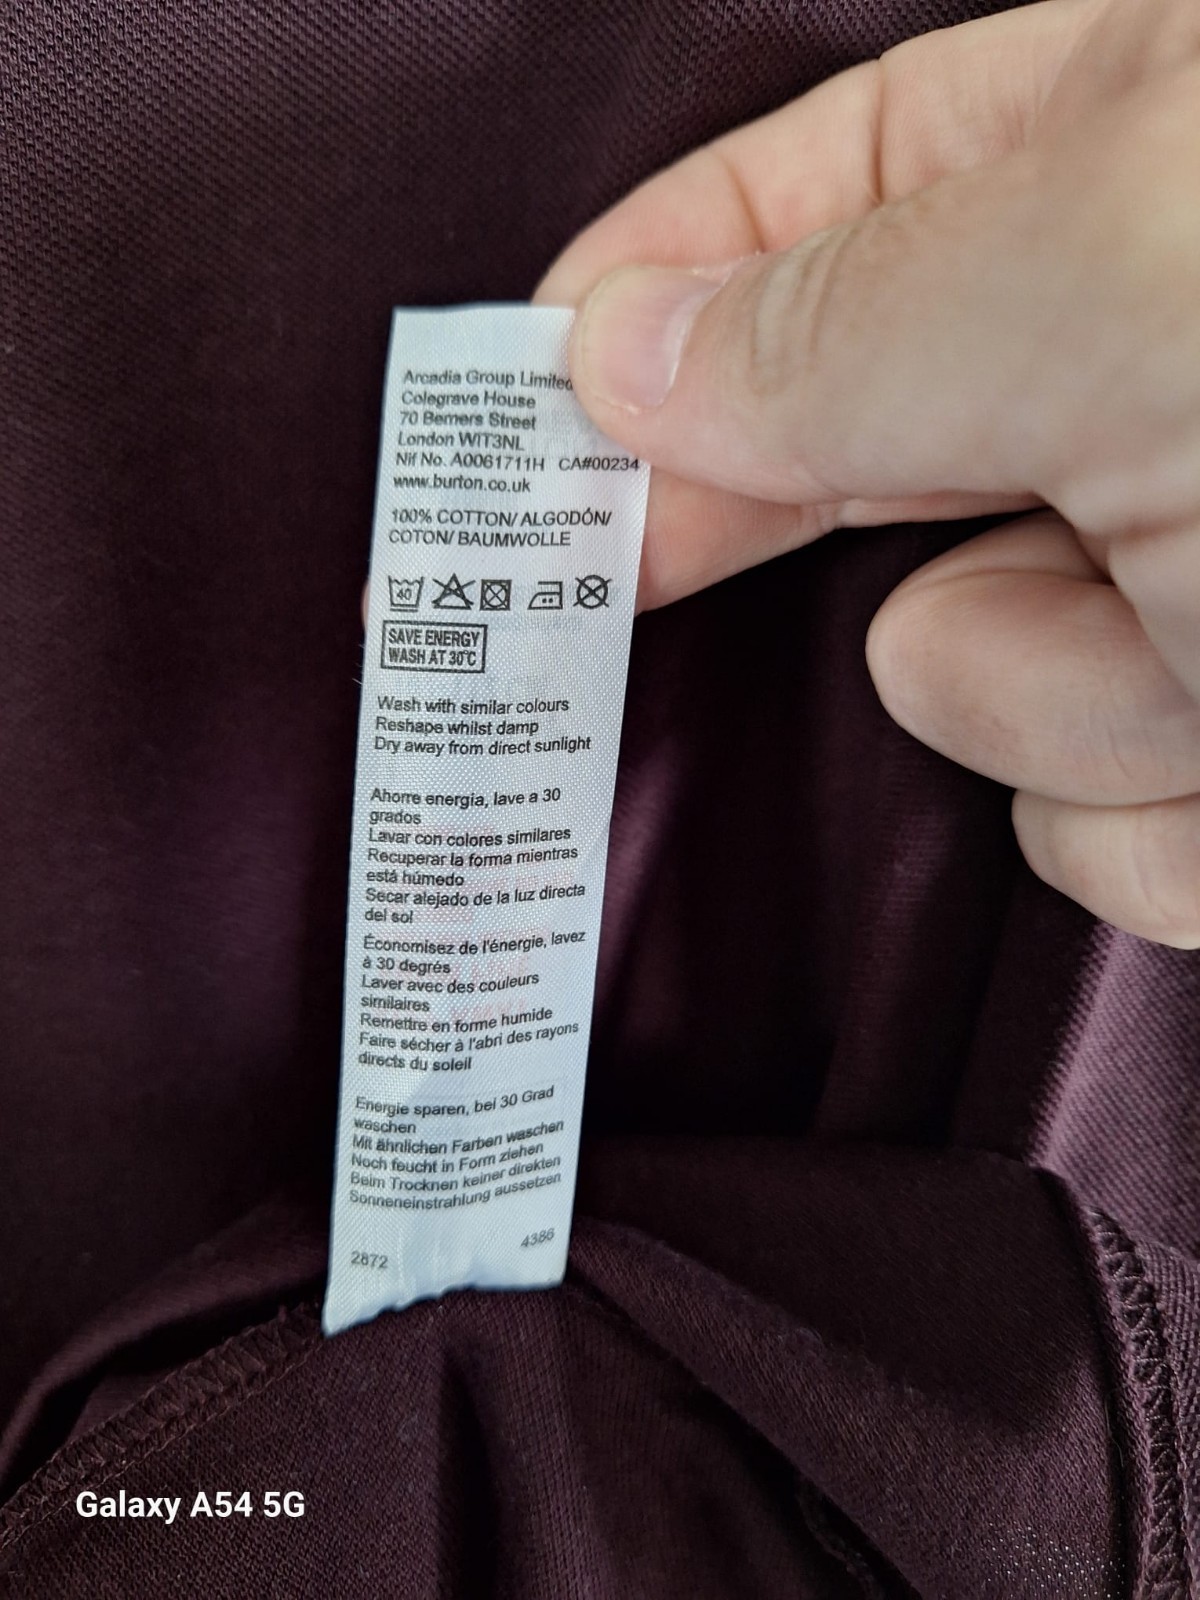 Arcadia Group Limited
Colegrave House
70 Berners Street
London WIT3NL
Nif No. A0061711H CA#00234
www.burton.co.uk
100% COTTON/ ALGODÓN/
COTON/ BAUMWOLLE
40
SAVE ENERGY
WASH AT 30°C
Wash with similar colours
Reshape whilst damp
Dry away from direct sunlight
Ahorre energía, lave a 30
grados
Lavar con colores similares
Recuperar la forma mientras
está húmedo
Secar alejado de la luz directa
del sol
Économisez de l'énergie, lavez
à 30 degrés
Laver avec des couleurs
similaires
Remettre en forme humide
Faire sécher à l'abri des rayons
directs du soleil
Energie sparen, bei 30 Grad
waschen
Mit ähnlichen Farben waschen
Noch feucht in Form ziehen
Beim Trocknen keiner direkten
Sonneneinstrahlung aussetzen
2872 4386
Galaxy A54 5G